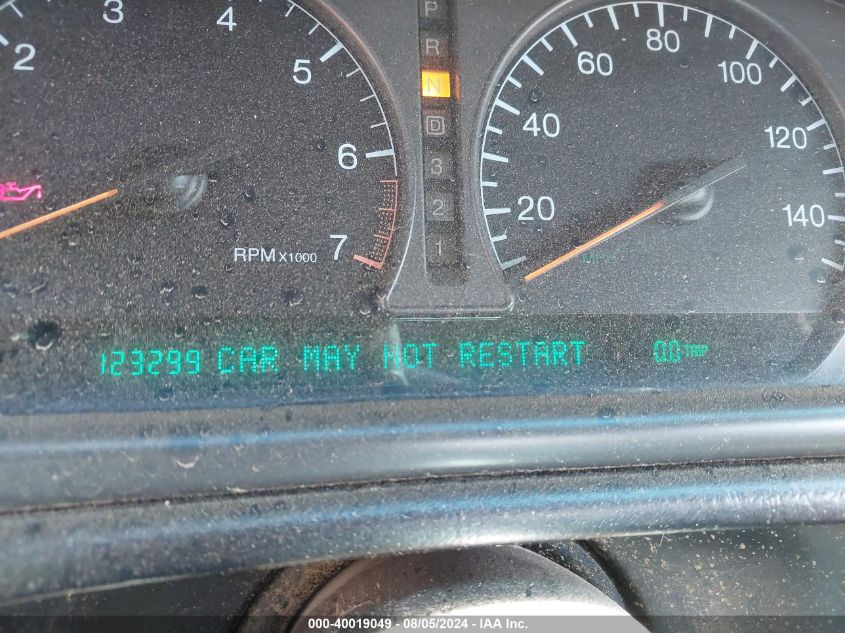 2 3 4 5 6 7
RPM X1000
P
R
N
D
3
2
1
20 40 60 80 100 120 140
MPH
123299 CAR MAY NOT RESTART 0.0 TRIP
000-40019049 - 08/05/2024 - IAA Inc.